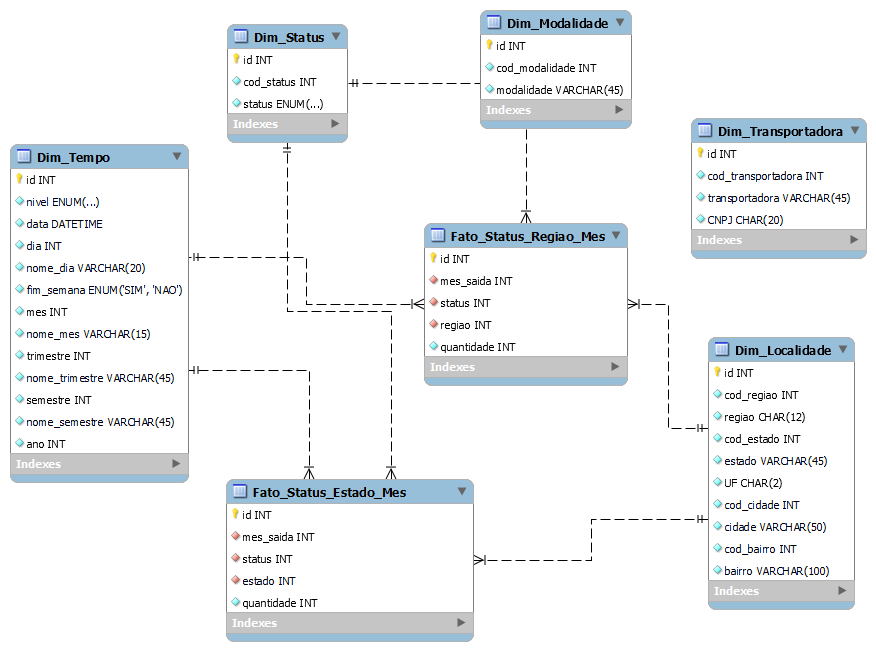 Dim_Status
id INT
cod_status INT
status ENUM(...)
Indexes
Dim_Modalidade
id INT
cod_modalidade INT
modalidade VARCHAR(45)
Indexes
Dim_Transportadora
id INT
cod_transportadora INT
transportadora VARCHAR(45)
CNPJ CHAR(20)
Indexes
Dim_Tempo
id INT
nivel ENUM(...)
data DATETIME
dia INT
nome_dia VARCHAR(20)
fim_semana ENUM('SIM', 'NAO')
mes INT
nome_mes VARCHAR(15)
trimestre INT
nome_trimestre VARCHAR(45)
semestre INT
nome_semestre VARCHAR(45)
ano INT
Indexes
Fato_Status_Regiao_Mes
id INT
mes_saida INT
status INT
regiao INT
quantidade INT
Indexes
Dim_Localidade
id INT
cod_regiao INT
regiao CHAR(12)
cod_estado INT
estado VARCHAR(45)
UF CHAR(2)
cod_cidade INT
cidade VARCHAR(50)
cod_bairro INT
bairro VARCHAR(100)
Indexes
Fato_Status_Estado_Mes
id INT
mes_saida INT
status INT
estado INT
quantidade INT
Indexes